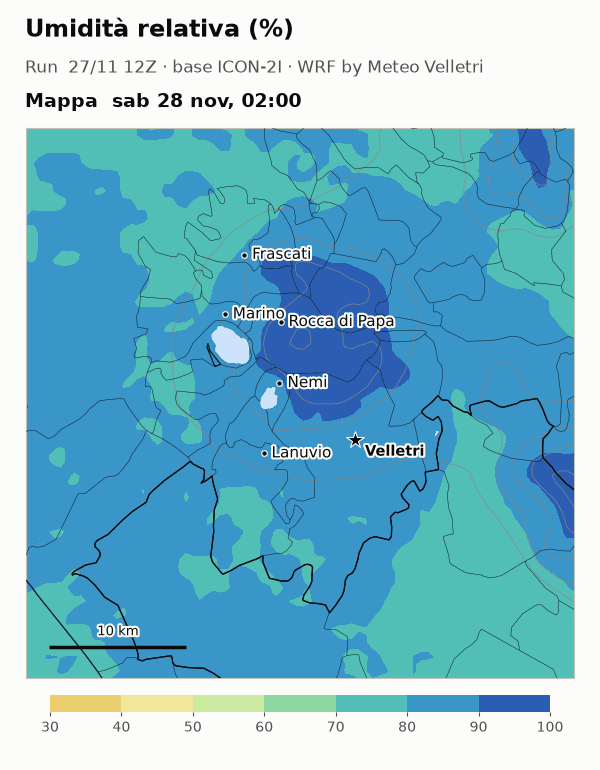 Umidità relativa (%)
Run  27/11 12Z · base ICON-2I · WRF by Meteo Velletri
Mappa  sab 28 nov, 02:00
Frascati
Marino
Rocca di Papa
Nemi
Velletri
Lanuvio
10 km
30 40 50 60 70 80 90 100